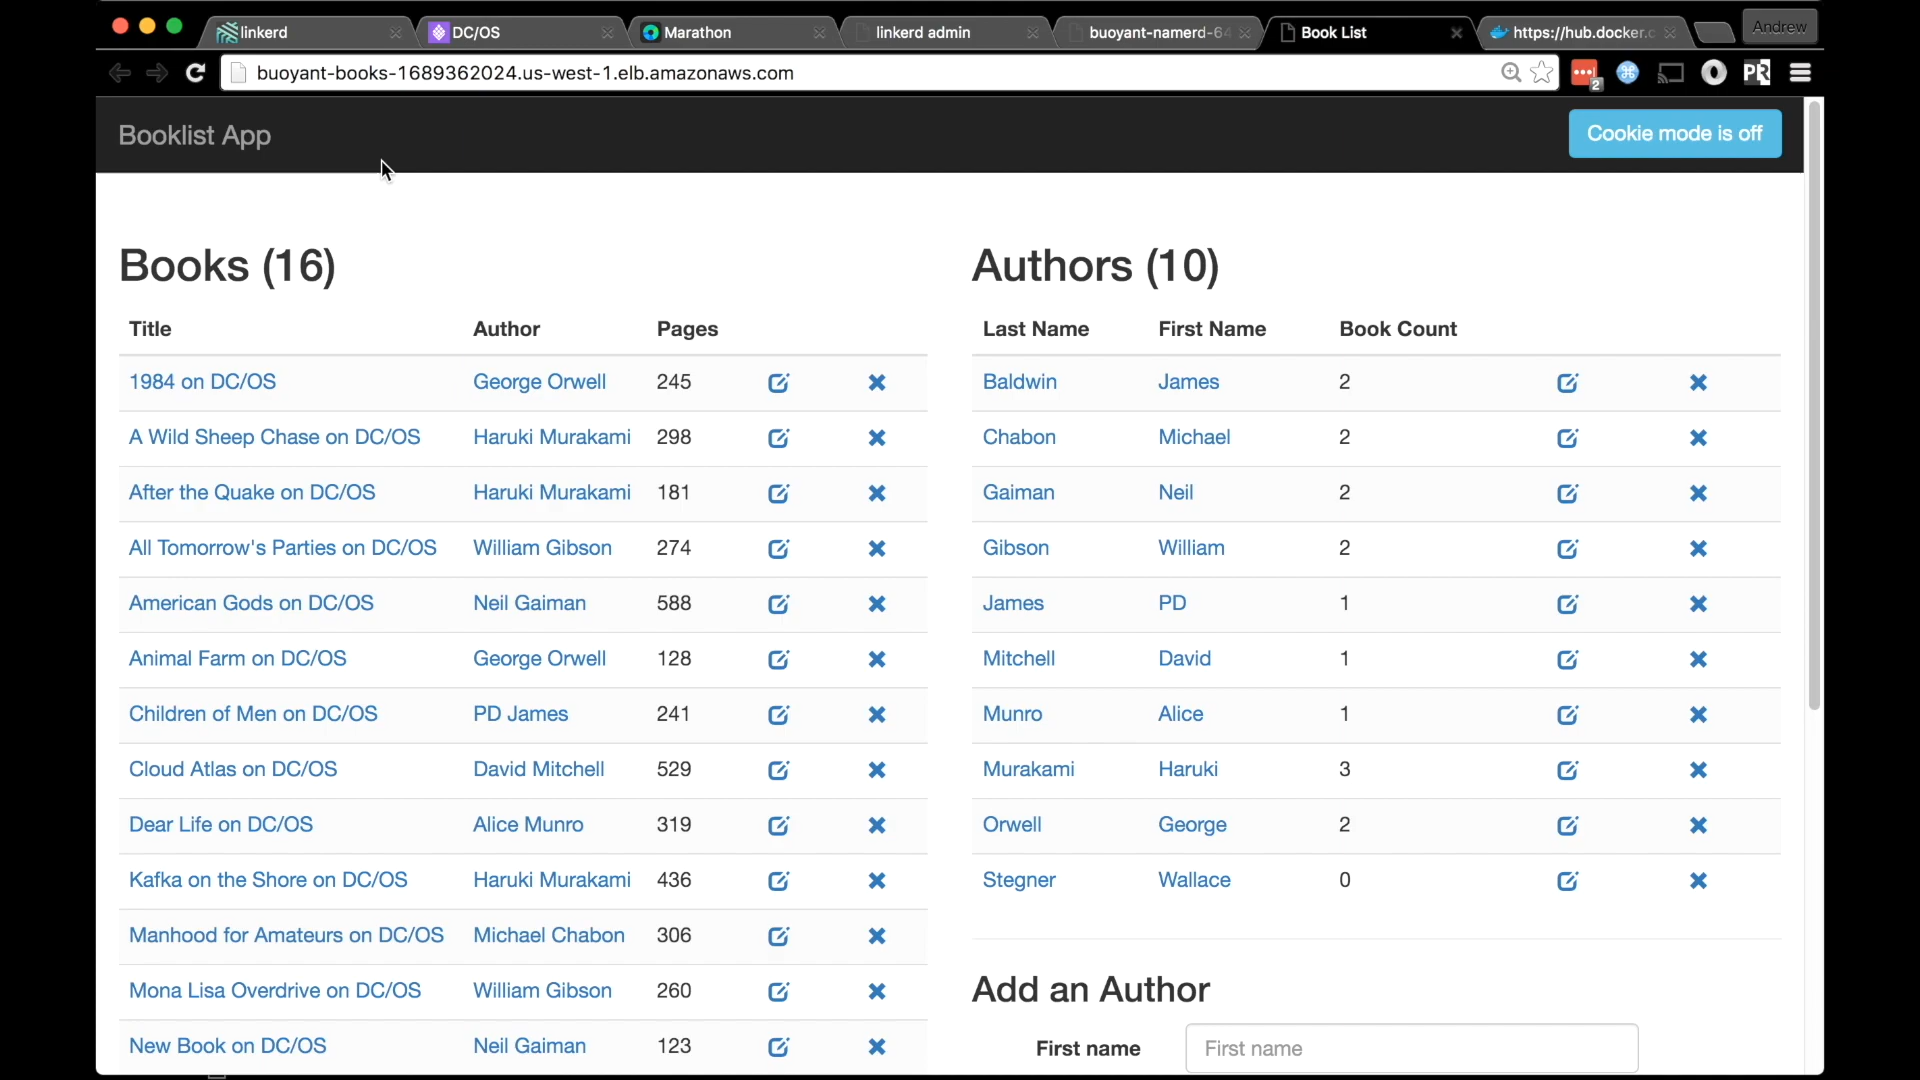 linkerd
DC/OS
Marathon
linkerd admin
buoyant-namerd-64
Book List
https://hub.docker.c
Andrew
buoyant-books-1689362024.us-west-1.elb.amazonaws.com
2
PR
Booklist App
Cookie mode is off
Books (16)
Title Author Pages
1984 on DC/OS George Orwell 245
A Wild Sheep Chase on DC/OS Haruki Murakami 298
After the Quake on DC/OS Haruki Murakami 181
All Tomorrow's Parties on DC/OS William Gibson 274
American Gods on DC/OS Neil Gaiman 588
Animal Farm on DC/OS George Orwell 128
Children of Men on DC/OS PD James 241
Cloud Atlas on DC/OS David Mitchell 529
Dear Life on DC/OS Alice Munro 319
Kafka on the Shore on DC/OS Haruki Murakami 436
Manhood for Amateurs on DC/OS Michael Chabon 306
Mona Lisa Overdrive on DC/OS William Gibson 260
New Book on DC/OS Neil Gaiman 123
Authors (10)
Last Name First Name Book Count
Baldwin James 2
Chabon Michael 2
Gaiman Neil 2
Gibson William 2
James PD 1
Mitchell David 1
Munro Alice 1
Murakami Haruki 3
Orwell George 2
Stegner Wallace 0
Add an Author
First name First name